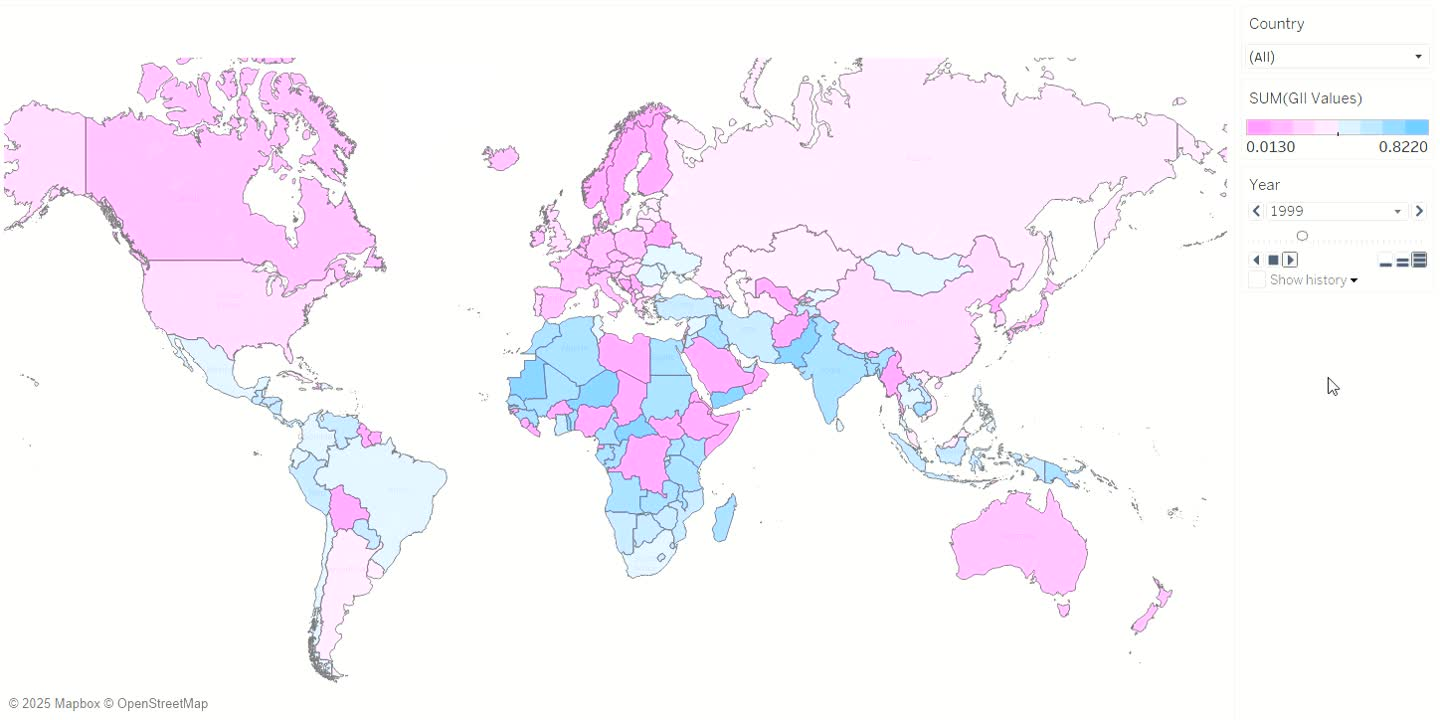 Country
(All)
SUM(GII Values)
0.0130 0.8220
Year
1999
Show history
© 2025 Mapbox © OpenStreetMap